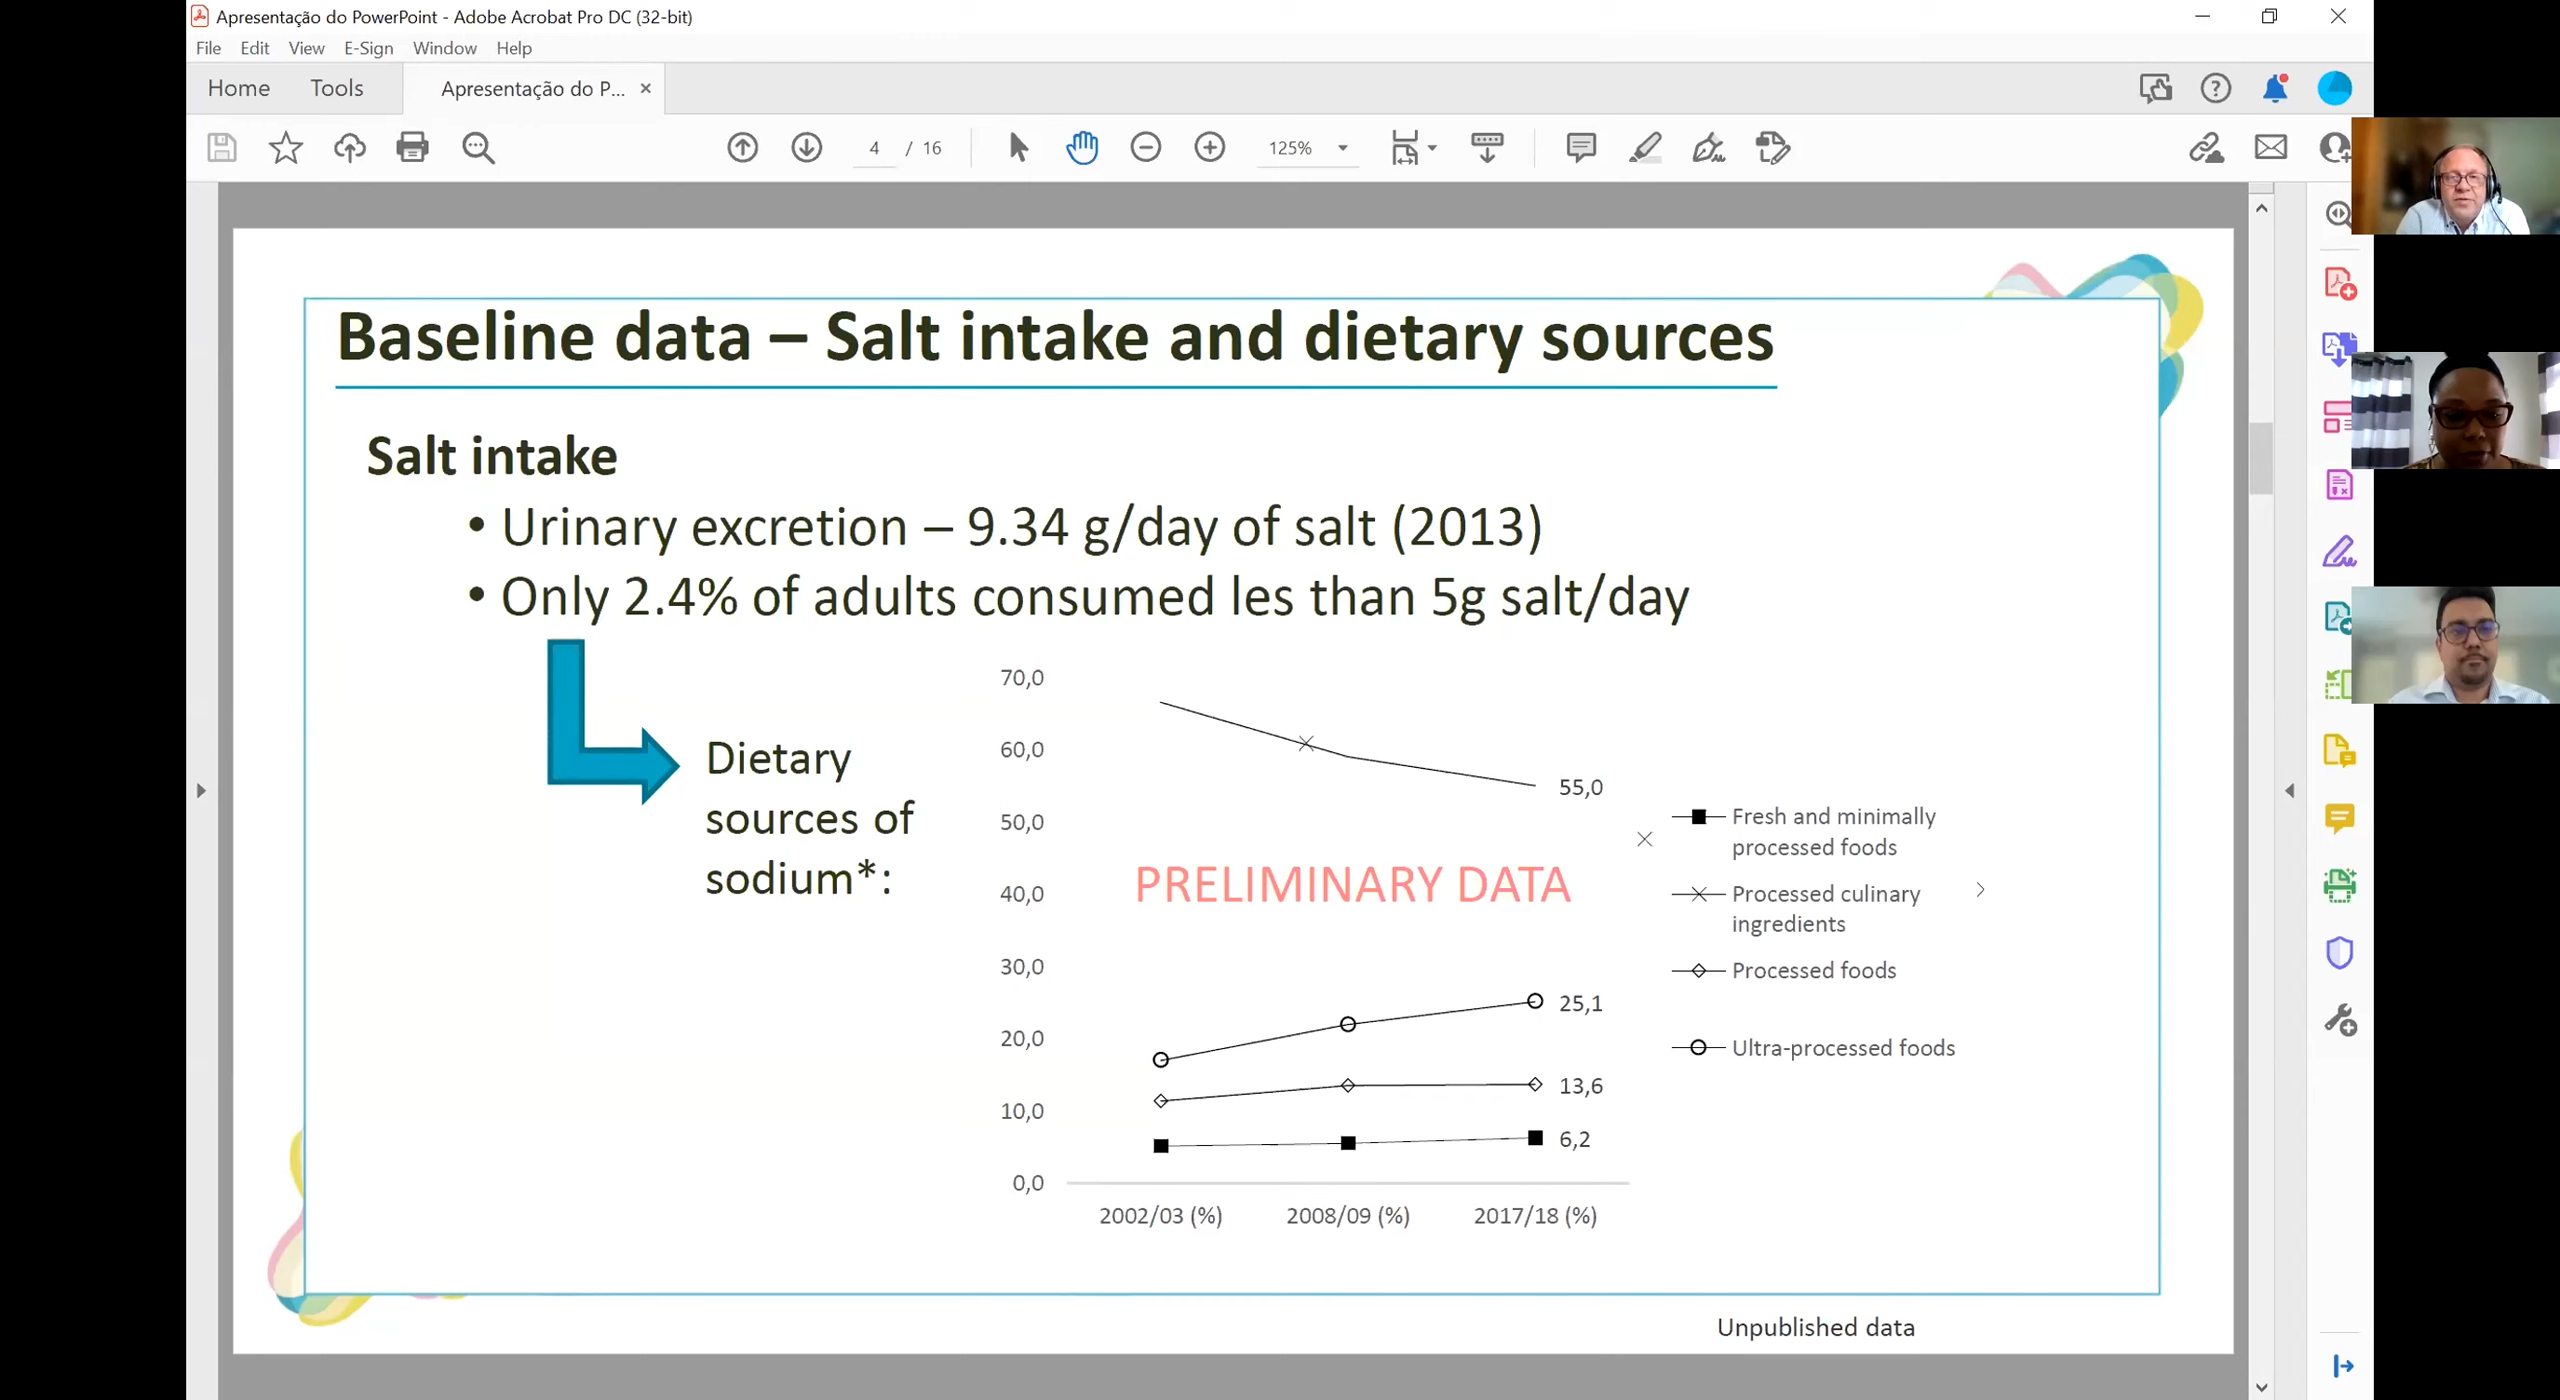 Apresentação do PowerPoint - Adobe Acrobat Pro DC (32-bit)
File Edit View E-Sign Window Help
Home Tools Apresentação do P...
4 / 16 125%
Baseline data – Salt intake and dietary sources
Salt intake
• Urinary excretion – 9.34 g/day of salt (2013)
• Only 2.4% of adults consumed less than 5g salt/day
Dietary
sources of
sodium*:
70,0
60,0
50,0
40,0
30,0
20,0
10,0
0,0
55,0
25,1
13,6
6,2
PRELIMINARY DATA
2002/03 (%) 2008/09 (%) 2017/18 (%)
Fresh and minimally
processed foods
Processed culinary
ingredients
Processed foods
Ultra-processed foods
Unpublished data